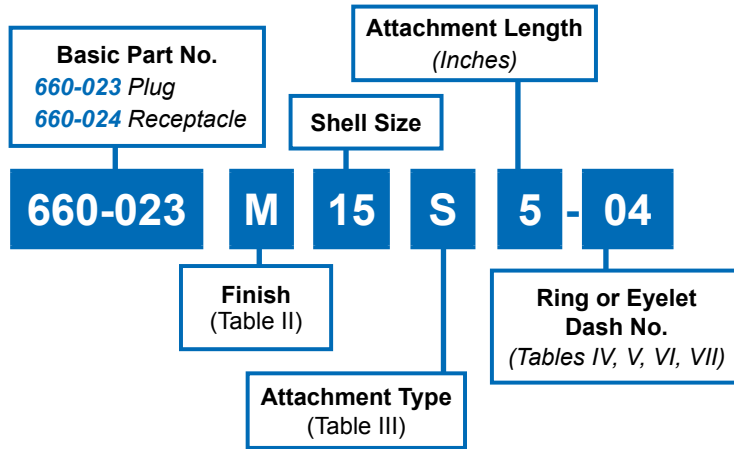 Basic Part No.
660-023 Plug
660-024 Receptacle
Attachment Length
(Inches)
Shell Size
660-023 M 15 S 5 - 04
Finish
(Table II)
Attachment Type
(Table III)
Ring or Eyelet
Dash No.
(Tables IV, V, VI, VII)